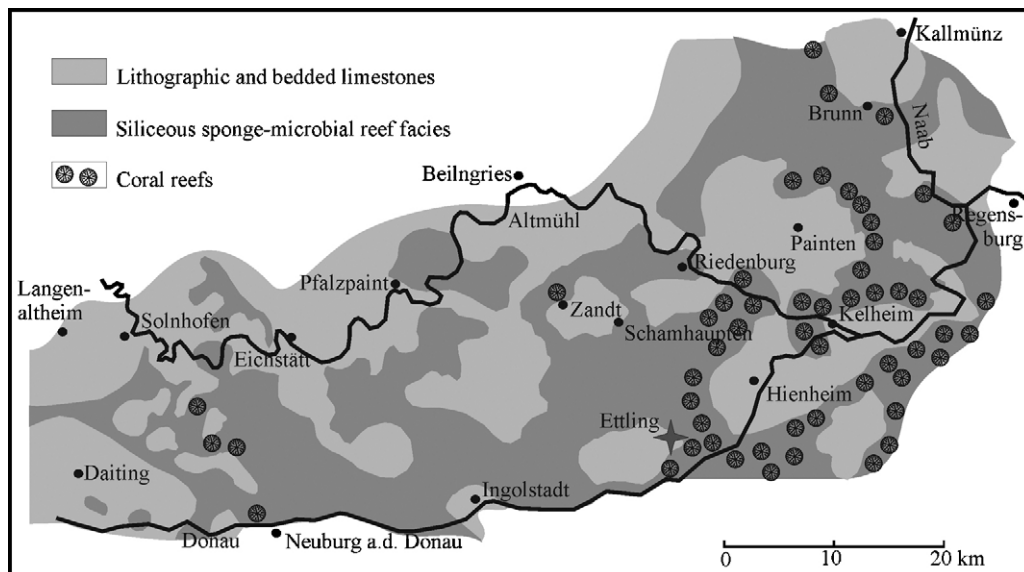 Lithographic and bedded limestones
Siliceous sponge-microbial reef facies
Coral reefs
Kallmünz
Brunn
Naab
Beilngries
Altmühl
Regens-
burg
Painten
Riedenburg
Pfalzpaint
Langen-
altheim
Solnhofen
Zandt
Kelheim
Schamhaupten
Eichstätt
Hienheim
Ettling
Daiting
Ingolstadt
Donau
Neuburg a.d. Donau
0 10 20 km